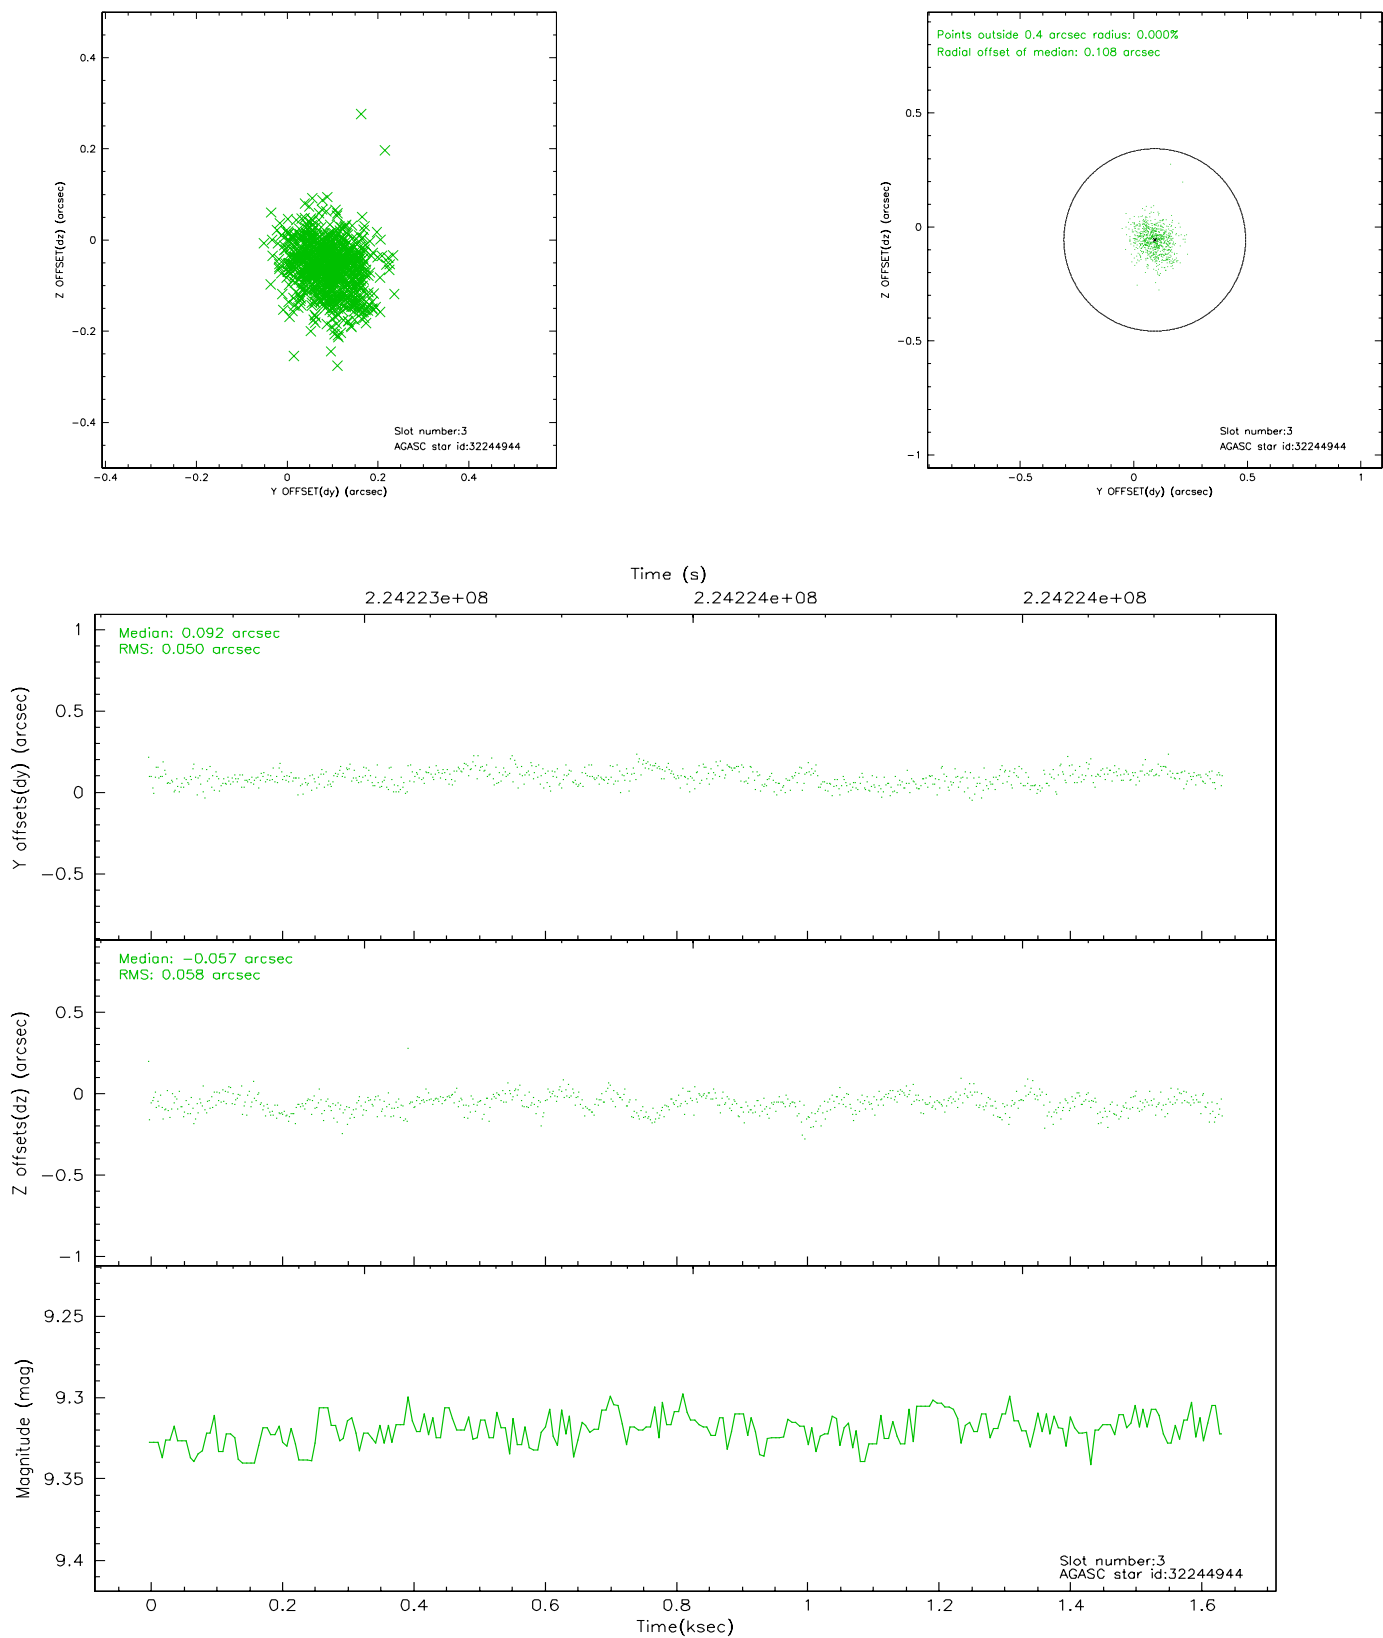 0.4
0.2
0
−0.2
−0.4
Z OFFSET(dz) (arcsec)
−0.4
−0.2
0
0.2
0.4
Y OFFSET(dy) (arcsec)
Slot number:3
AGASC star id:32244944
Points outside 0.4 arcsec radius: 0.000%
Radial offset of median: 0.108 arcsec
0.5
0
−0.5
−1
Z OFFSET(dz) (arcsec)
−0.5
0
0.5
1
Y OFFSET(dy) (arcsec)
Slot number:3
AGASC star id:32244944
Time (s)
2.24223e+08
2.24224e+08
2.24224e+08
Median: 0.092 arcsec
RMS: 0.050 arcsec
1
0.5
0
−0.5
Y offsets(dy) (arcsec)
Median: −0.057 arcsec
RMS: 0.058 arcsec
0.5
0
−0.5
−1
Z offsets(dz) (arcsec)
9.25
9.3
9.35
9.4
Magnitude (mag)
Slot number:3
AGASC star id:32244944
0
0.2
0.4
0.6
0.8
1
1.2
1.4
1.6
Time(ksec)